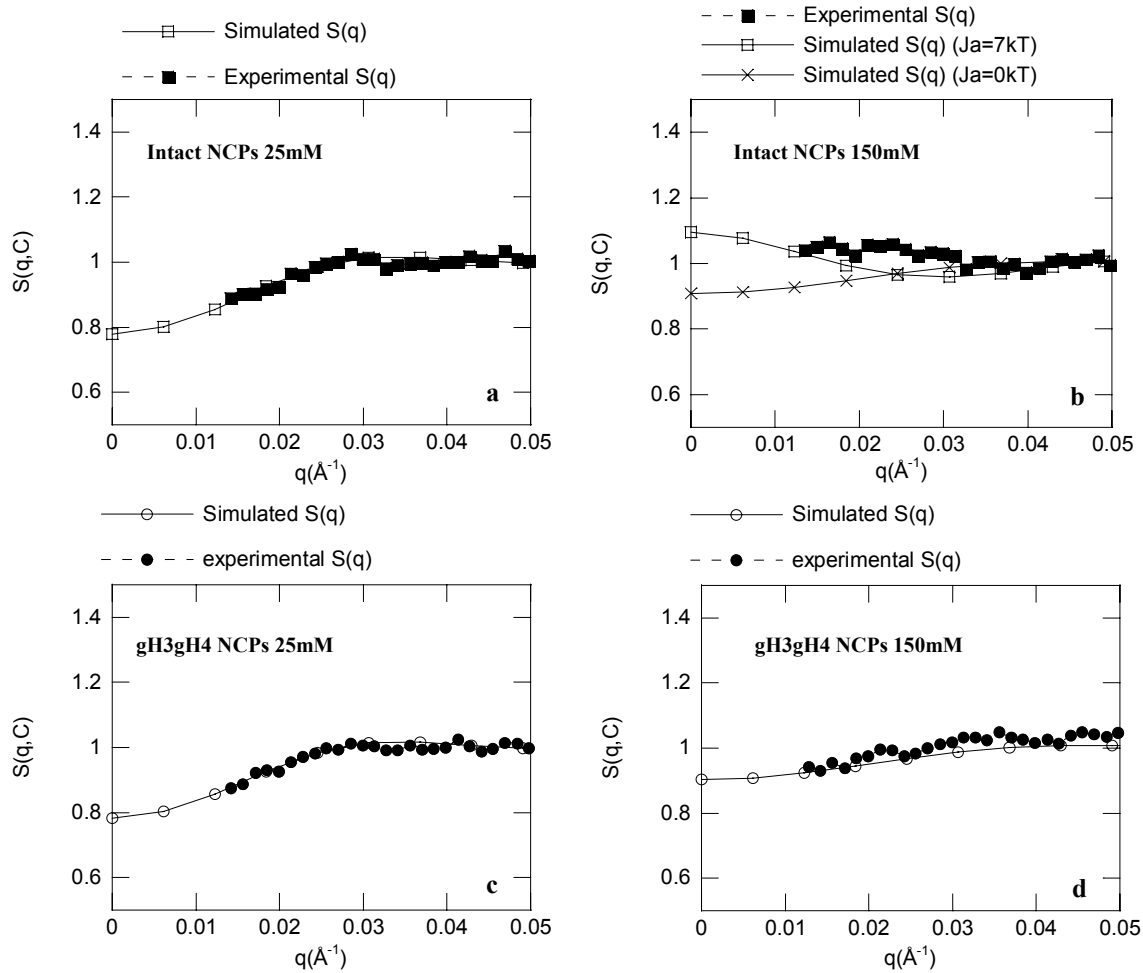 Simulated S(q)
Experimental S(q)
1.4
1.2
1
0.8
0.6
S(q,C)
Intact NCPs 25mM
a
0 0.01 0.02 0.03 0.04 0.05
q(Å⁻¹)
Experimental S(q)
Simulated S(q) (Ja=7kT)
Simulated S(q) (Ja=0kT)
1.4
1.2
1
0.8
0.6
S(q,C)
Intact NCPs 150mM
b
0 0.01 0.02 0.03 0.04 0.05
q(Å⁻¹)
Simulated S(q)
experimental S(q)
1.4
1.2
1
0.8
0.6
S(q,C)
gH3gH4 NCPs 25mM
c
0 0.01 0.02 0.03 0.04 0.05
q(Å⁻¹)
Simulated S(q)
experimental S(q)
1.4
1.2
1
0.8
0.6
S(q,C)
gH3gH4 NCPs 150mM
d
0 0.01 0.02 0.03 0.04 0.05
q(Å⁻¹)